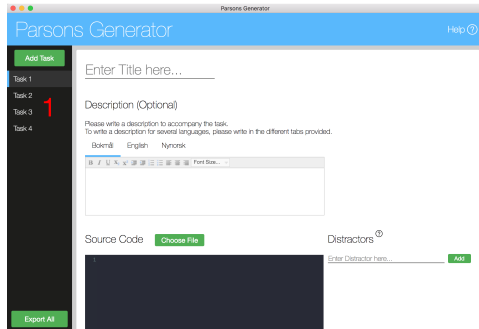 Parsons Generator
Parsons Generator
Help ?
Add Task
Task 1
Task 2
Task 3
Task 4
1
Export All
Enter Title here...
Description (Optional)
Please write a description to accompany the task.
To write a description for several languages, please write in the different tabs provided.
Bokmål English Nynorsk
B I U X₂ x² Font Size...
Source Code Choose File
1
Distractors ?
Enter Distractor here... Add